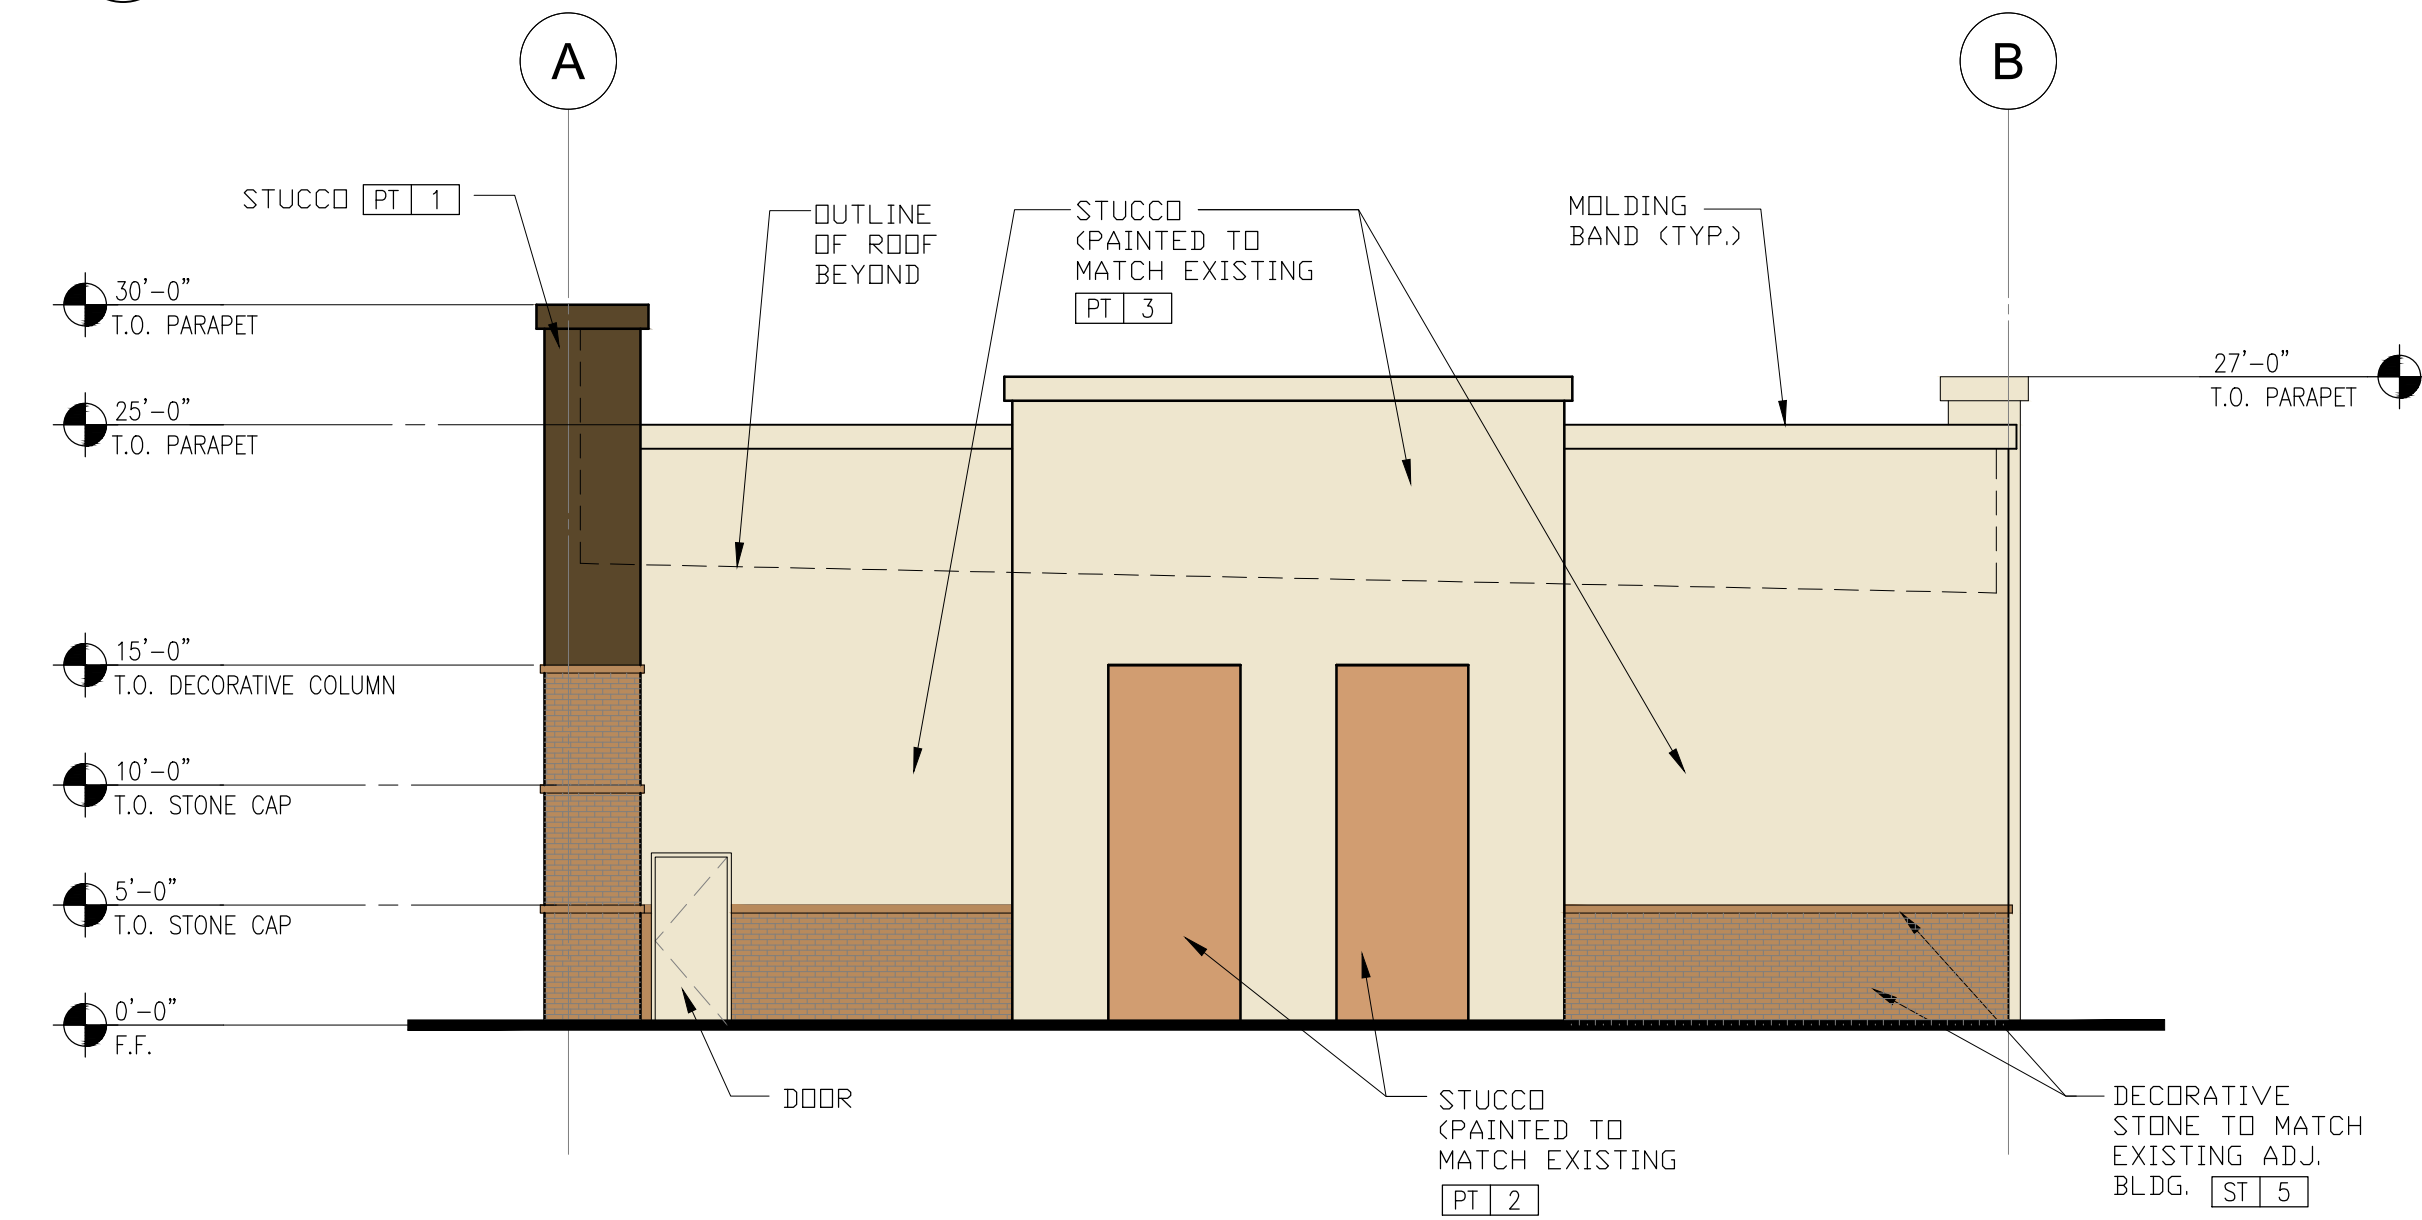 A
B
STUCCO PT 1
OUTLINE
OF ROOF
BEYOND
STUCCO
(PAINTED TO
MATCH EXISTING
PT 3
MOLDING
BAND (TYP.)
30'-0"
T.O. PARAPET
27'-0"
T.O. PARAPET
25'-0"
T.O. PARAPET
15'-0"
T.O. DECORATIVE COLUMN
10'-0"
T.O. STONE CAP
5'-0"
T.O. STONE CAP
0'-0"
F.F.
DOOR
STUCCO
(PAINTED TO
MATCH EXISTING
PT 2
DECORATIVE
STONE TO MATCH
EXISTING ADJ.
BLDG. ST 5